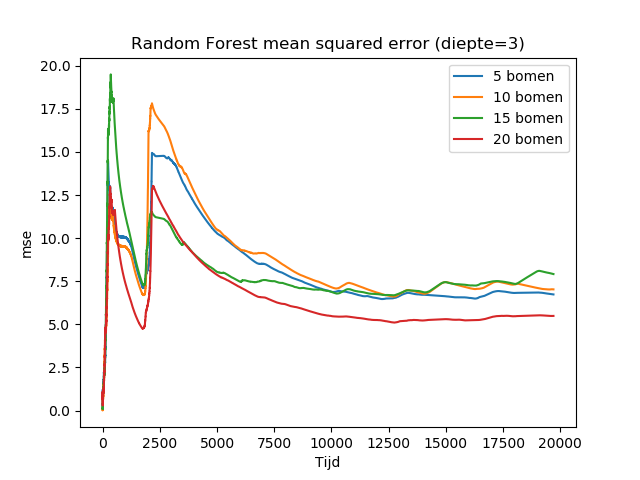 Random Forest mean squared error (diepte=3)
5 bomen
10 bomen
15 bomen
20 bomen
mse
20.0
17.5
15.0
12.5
10.0
7.5
5.0
2.5
0.0
0 2500 5000 7500 10000 12500 15000 17500 20000
Tijd